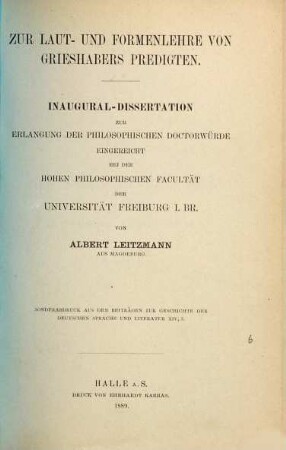 ZUR LAUT- UND FORMENLEHRE VON
GRIESHABERS PREDIGTEN.
INAUGURAL-DISSERTATION
ZUR
ERLANGUNG DER PHILOSOPHISCHEN DOCTORWÜRDE
EINGEREICHT
BEI DER
HOHEN PHILOSOPHISCHEN FACULTÄT
DER
UNIVERSITÄT FREIBURG I. BR.
VON
ALBERT LEITZMANN
AUS MAGDEBURG.
SONDERABDRUCK AUS DEN BEITRÄGEN ZUR GESCHICHTE DER
DEUTSCHEN SPRACHE UND LITERATUR XIV, 3.
6
HALLE A. S.
DRUCK VON EHRHARDT KARRAS.
1889.